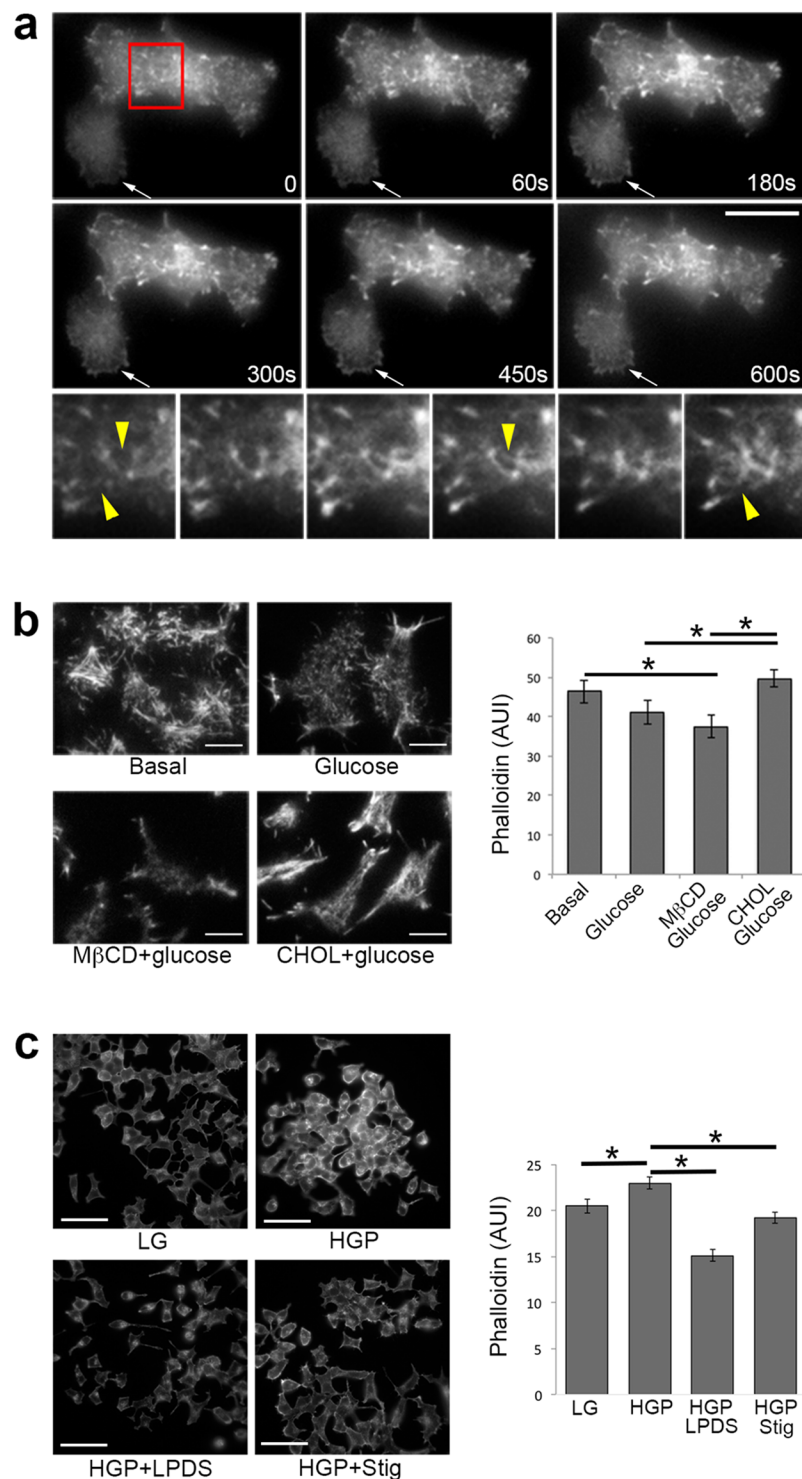 a
0
60s
180s
300s
450s
600s
b
Basal
Glucose
MβCD+glucose
CHOL+glucose
*
*
*
Phalloidin (AUI)
60
50
40
30
20
10
0
Basal
Glucose
MβCD
Glucose
CHOL
Glucose
c
LG
HGP
HGP+LPDS
HGP+Stig
*
*
*
Phalloidin (AUI)
25
20
15
10
5
0
LG
HGP
HGP
LPDS
HGP
Stig